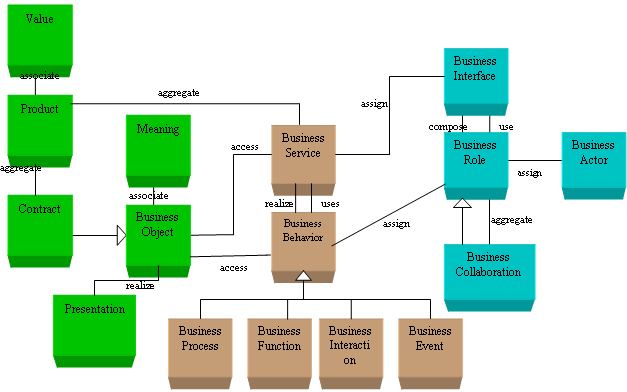 Value
associate
Product
aggregate
Contract
Meaning
associate
Business
Object
realize
Presentation
aggregate
access
access
Business
Service
realize
uses
Business
Behavior
assign
assign
Business
Interface
compose
use
Business
Role
assign
Business
Actor
aggregate
Business
Collaboration
Business
Process
Business
Function
Business
Interacti
on
Business
Event